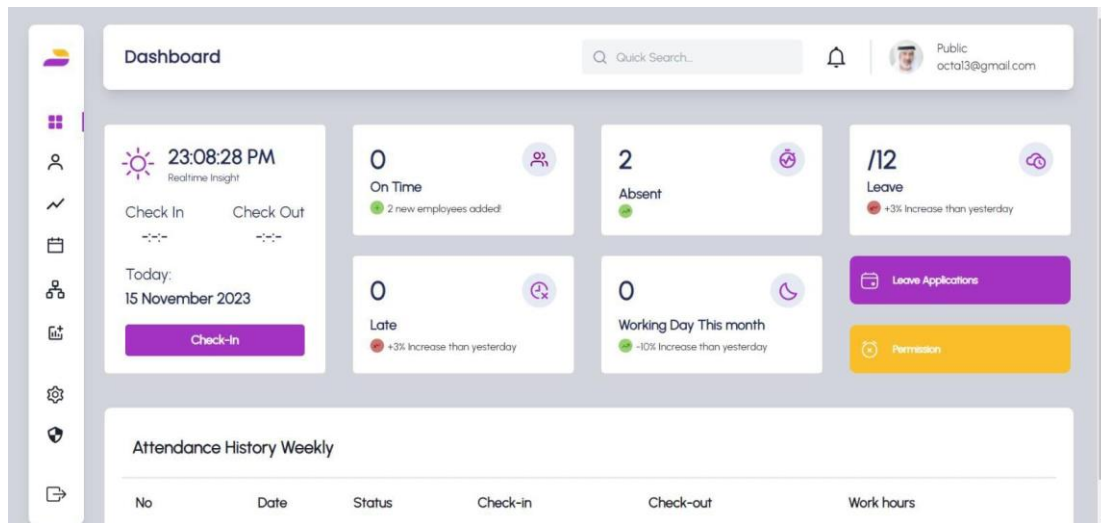 Dashboard
Quick Search...
Public
octa13@gmail.com
23:08:28 PM
Realtime Insight
Check In Check Out
-:-:- -:-:-
Today:
15 November 2023
Check-In
0
On Time
2 new employees added!
2
Absent
/12
Leave
+3% Increase than yesterday
0
Late
+3% Increase than yesterday
0
Working Day This month
-10% Increase than yesterday
Leave Applications
Permission
Attendance History Weekly
No Date Status Check-in Check-out Work hours